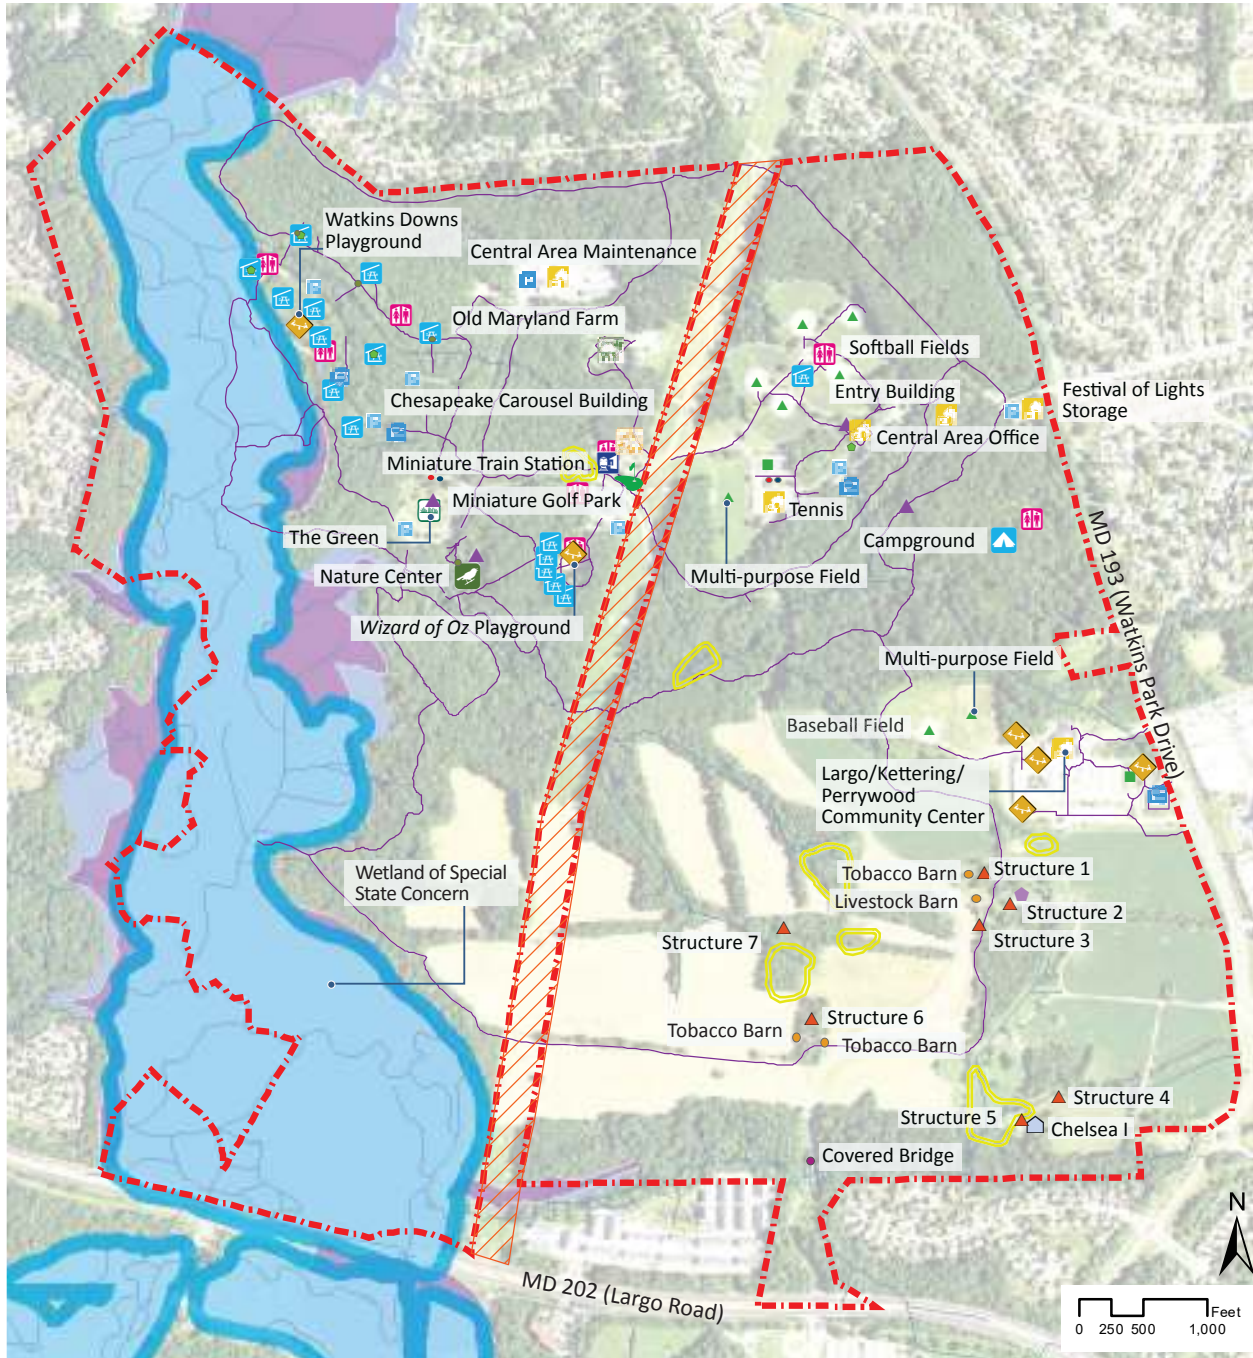 Watkins Downs
Playground
Central Area Maintenance
Old Maryland Farm
Softball Fields
Chesapeake Carousel Building
Entry Building
Festival of Lights
Storage
Central Area Office
Miniature Train Station
Miniature Golf Park
Tennis
The Green
Campground
Nature Center
Multi-purpose Field
Wizard of Oz Playground
MD 193 (Watkins Park Drive)
Multi-purpose Field
Baseball Field
Largo/Kettering/
Perrywood
Community Center
Wetland of Special
State Concern
Tobacco Barn
Structure 1
Livestock Barn
Structure 2
Structure 7
Structure 3
Structure 6
Tobacco Barn
Tobacco Barn
Structure 4
Structure 5
Chelsea I
Covered Bridge
N
MD 202 (Largo Road)
Feet
0 250 500 1,000